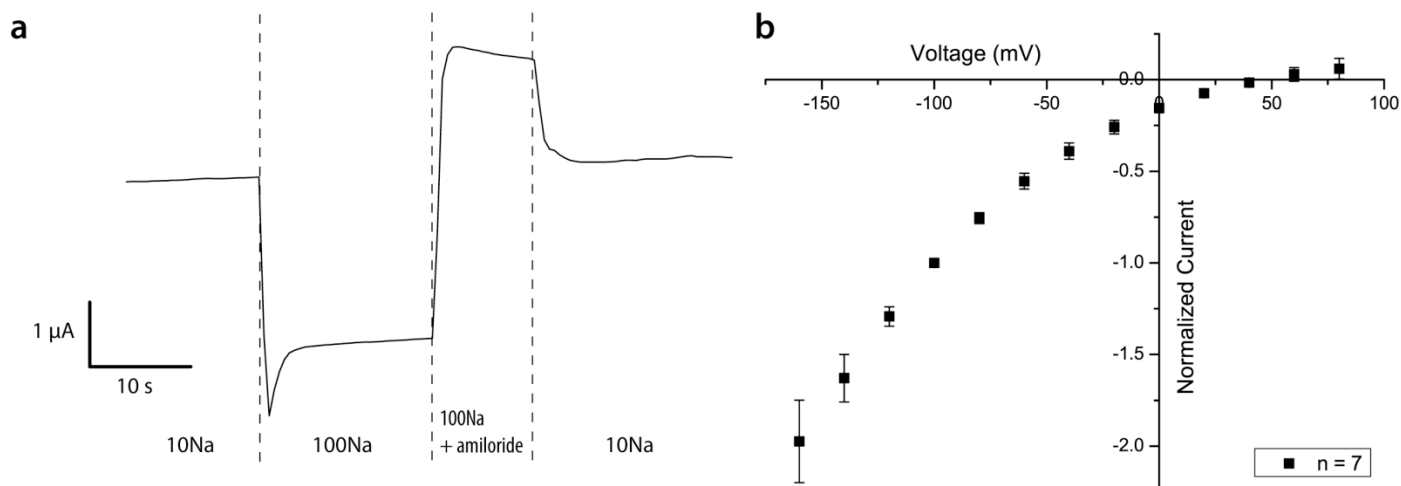 a
1 µA
10 s
10Na
100Na
100Na
+ amiloride
10Na
b
Voltage (mV)
0.0
-150
-100
-50
0
50
100
-0.5
-1.0
-1.5
-2.0
Normalized Current
n = 7